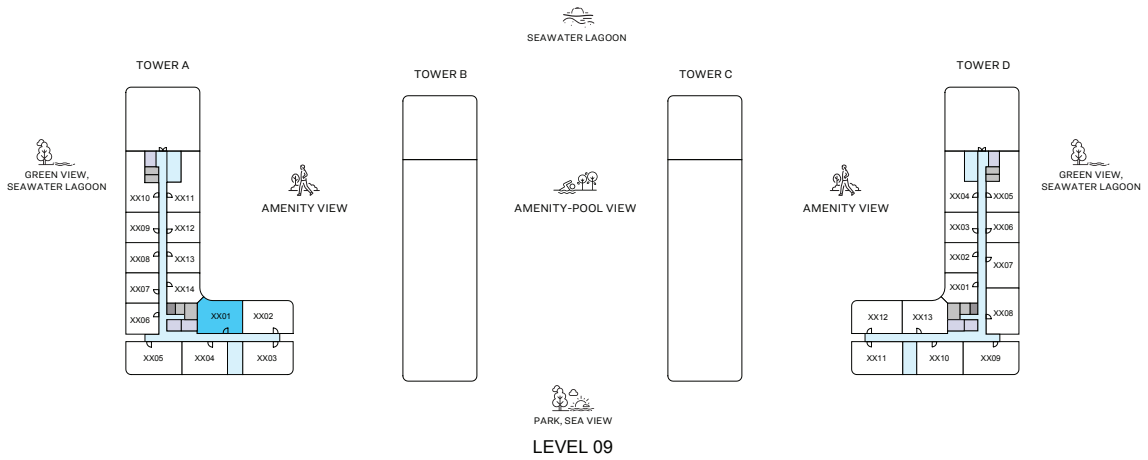 SEAWATER LAGOON
TOWER A
TOWER B
TOWER C
TOWER D
GREEN VIEW,
SEAWATER LAGOON
AMENITY VIEW
AMENITY-POOL VIEW
AMENITY VIEW
GREEN VIEW,
SEAWATER LAGOON
XX10 XX11
XX09 XX12
XX08 XX13
XX07 XX14
XX06 XX01 XX02
XX05 XX04 XX03
XX04 XX05
XX03 XX06
XX02 XX07
XX01
XX12 XX13 XX08
XX11 XX10 XX09
PARK, SEA VIEW
LEVEL 09